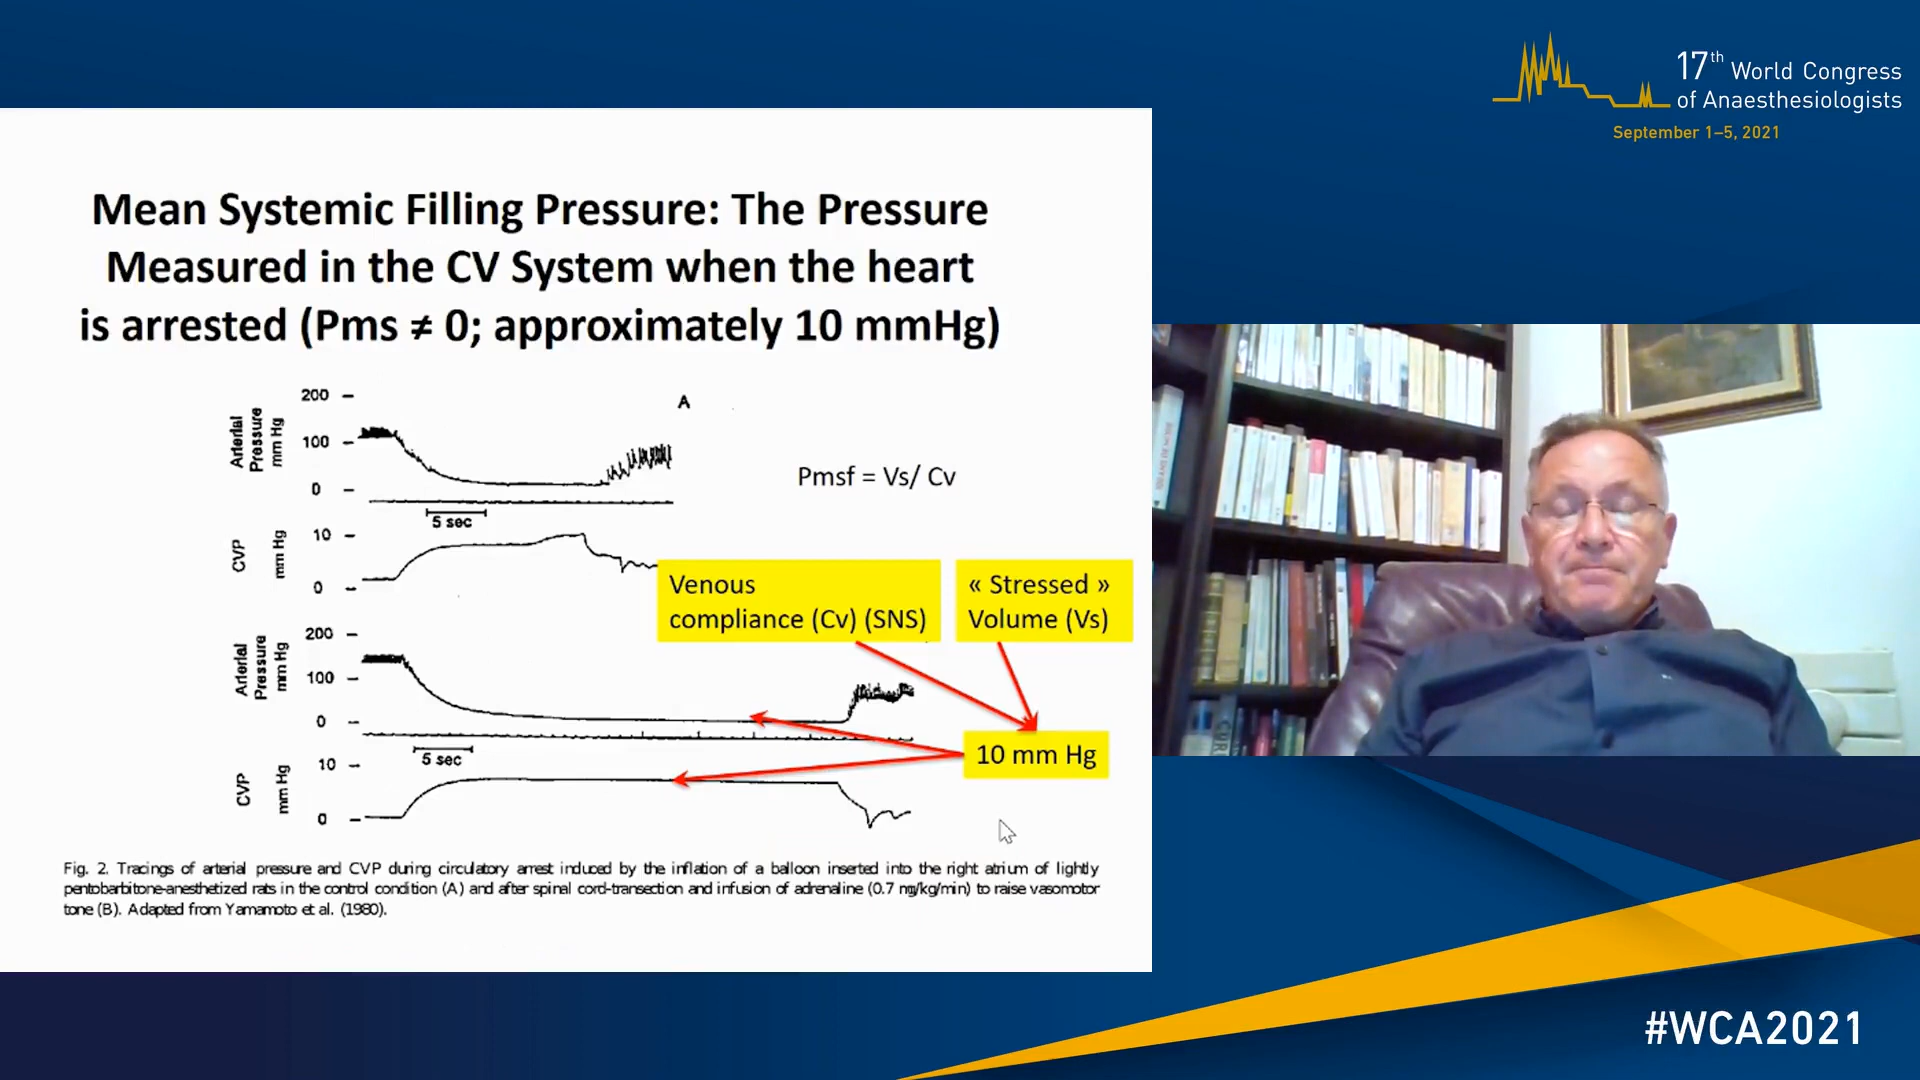 17th World Congress
of Anaesthesiologists
September 1–5, 2021
Mean Systemic Filling Pressure: The Pressure
Measured in the CV System when the heart
is arrested (Pms ≠ 0; approximately 10 mmHg)
A
Arterial
Pressure
mm Hg
200
100
0
5 sec
Pmsf = Vs/ Cv
CVP
mm Hg
10
0
Venous
compliance (Cv) (SNS)
« Stressed »
Volume (Vs)
Arterial
Pressure
mm Hg
200
100
0
5 sec
10 mm Hg
CVP
mm Hg
10
0
Fig. 2. Tracings of arterial pressure and CVP during circulatory arrest induced by the inflation of a balloon inserted into the right atrium of lightly
pentobarbitone-anesthetized rats in the control condition (A) and after spinal cord-transection and infusion of adrenaline (0.7 mg/kg/min) to raise vasomotor
tone (B). Adapted from Yamamoto et al. (1980).
#WCA2021